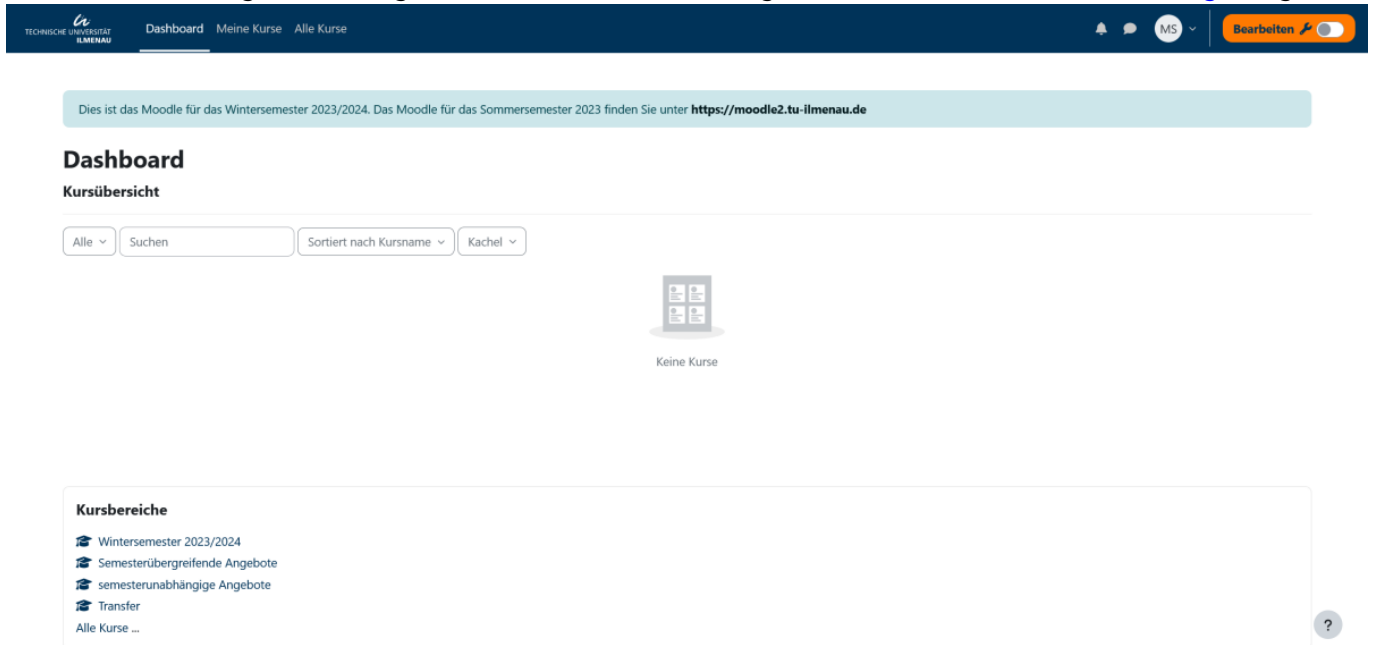 TECHNISCHE UNIVERSITÄT
ILMENAU
Dashboard Meine Kurse Alle Kurse
MS
Bearbeiten
Dies ist das Moodle für das Wintersemester 2023/2024. Das Moodle für das Sommersemester 2023 finden Sie unter https://moodle2.tu-ilmenau.de
Dashboard
Kursübersicht
Alle Suchen Sortiert nach Kursname Kachel
Keine Kurse
Kursbereiche
Wintersemester 2023/2024
Semesterübergreifende Angebote
semesterunabhängige Angebote
Transfer
Alle Kurse ...
?